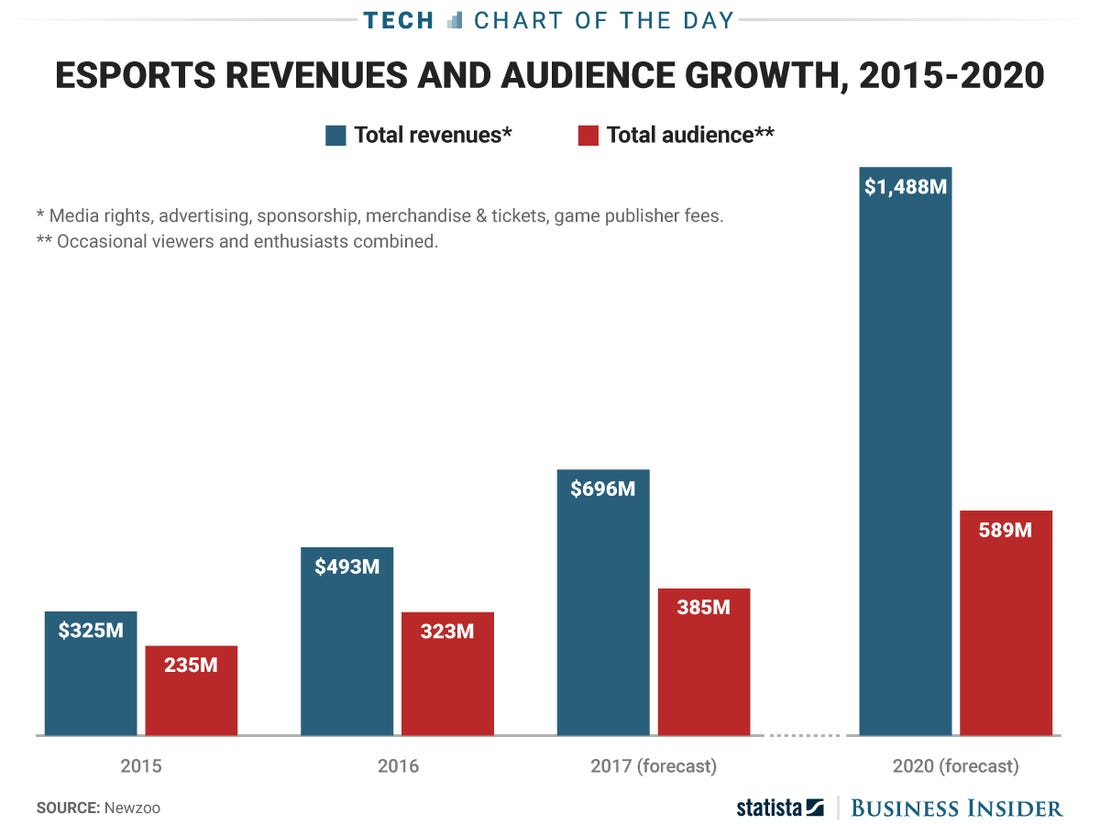 TECH CHART OF THE DAY
ESPORTS REVENUES AND AUDIENCE GROWTH, 2015-2020
Total revenues* Total audience**
* Media rights, advertising, sponsorship, merchandise & tickets, game publisher fees.
** Occasional viewers and enthusiasts combined.
$325M
235M
$493M
323M
$696M
385M
$1,488M
589M
2015 2016 2017 (forecast) 2020 (forecast)
SOURCE: Newzoo
statista BUSINESS INSIDER